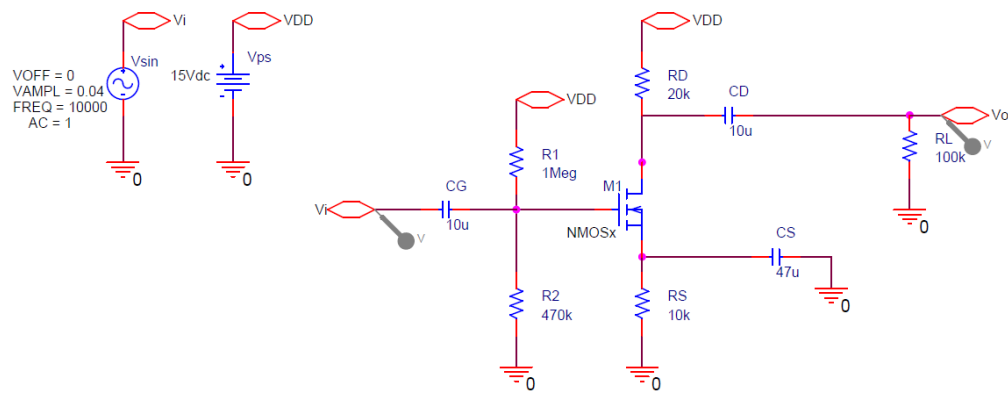 Vi
VDD
Vsin
VOFF = 0
VAMPL = 0.04
FREQ = 10000
AC = 1
0
Vps
15Vdc
0
VDD
RD
20k
CD
10u
Vo
V
RL
100k
0
VDD
R1
1Meg
M1
NMOSx
Vi
V
CG
10u
CS
47u
0
R2
470k
0
RS
10k
0